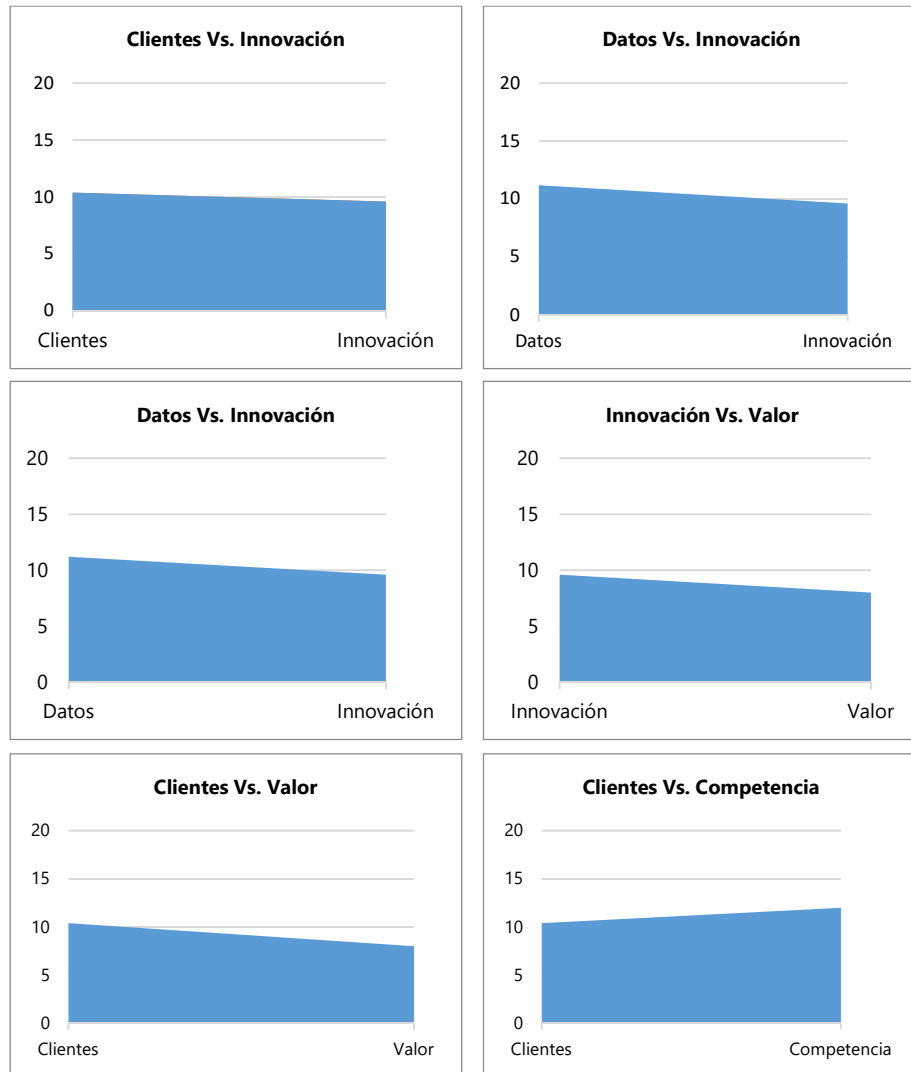 Clientes Vs. Innovación
20
15
10
5
0
Clientes Innovación
Datos Vs. Innovación
20
15
10
5
0
Datos Innovación
Datos Vs. Innovación
20
15
10
5
0
Datos Innovación
Innovación Vs. Valor
20
15
10
5
0
Innovación Valor
Clientes Vs. Valor
20
15
10
5
0
Clientes Valor
Clientes Vs. Competencia
20
15
10
5
0
Clientes Competencia